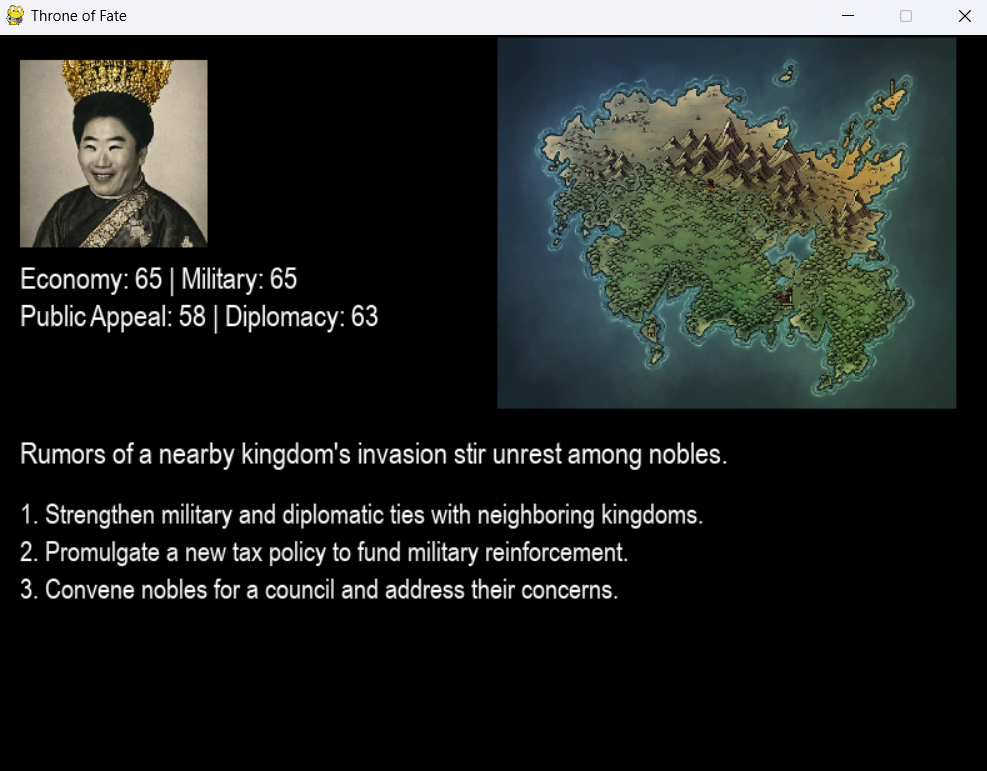 Throne of Fate
Economy: 65 | Military: 65
Public Appeal: 58 | Diplomacy: 63
Rumors of a nearby kingdom's invasion stir unrest among nobles.
1. Strengthen military and diplomatic ties with neighboring kingdoms.
2. Promulgate a new tax policy to fund military reinforcement.
3. Convene nobles for a council and address their concerns.